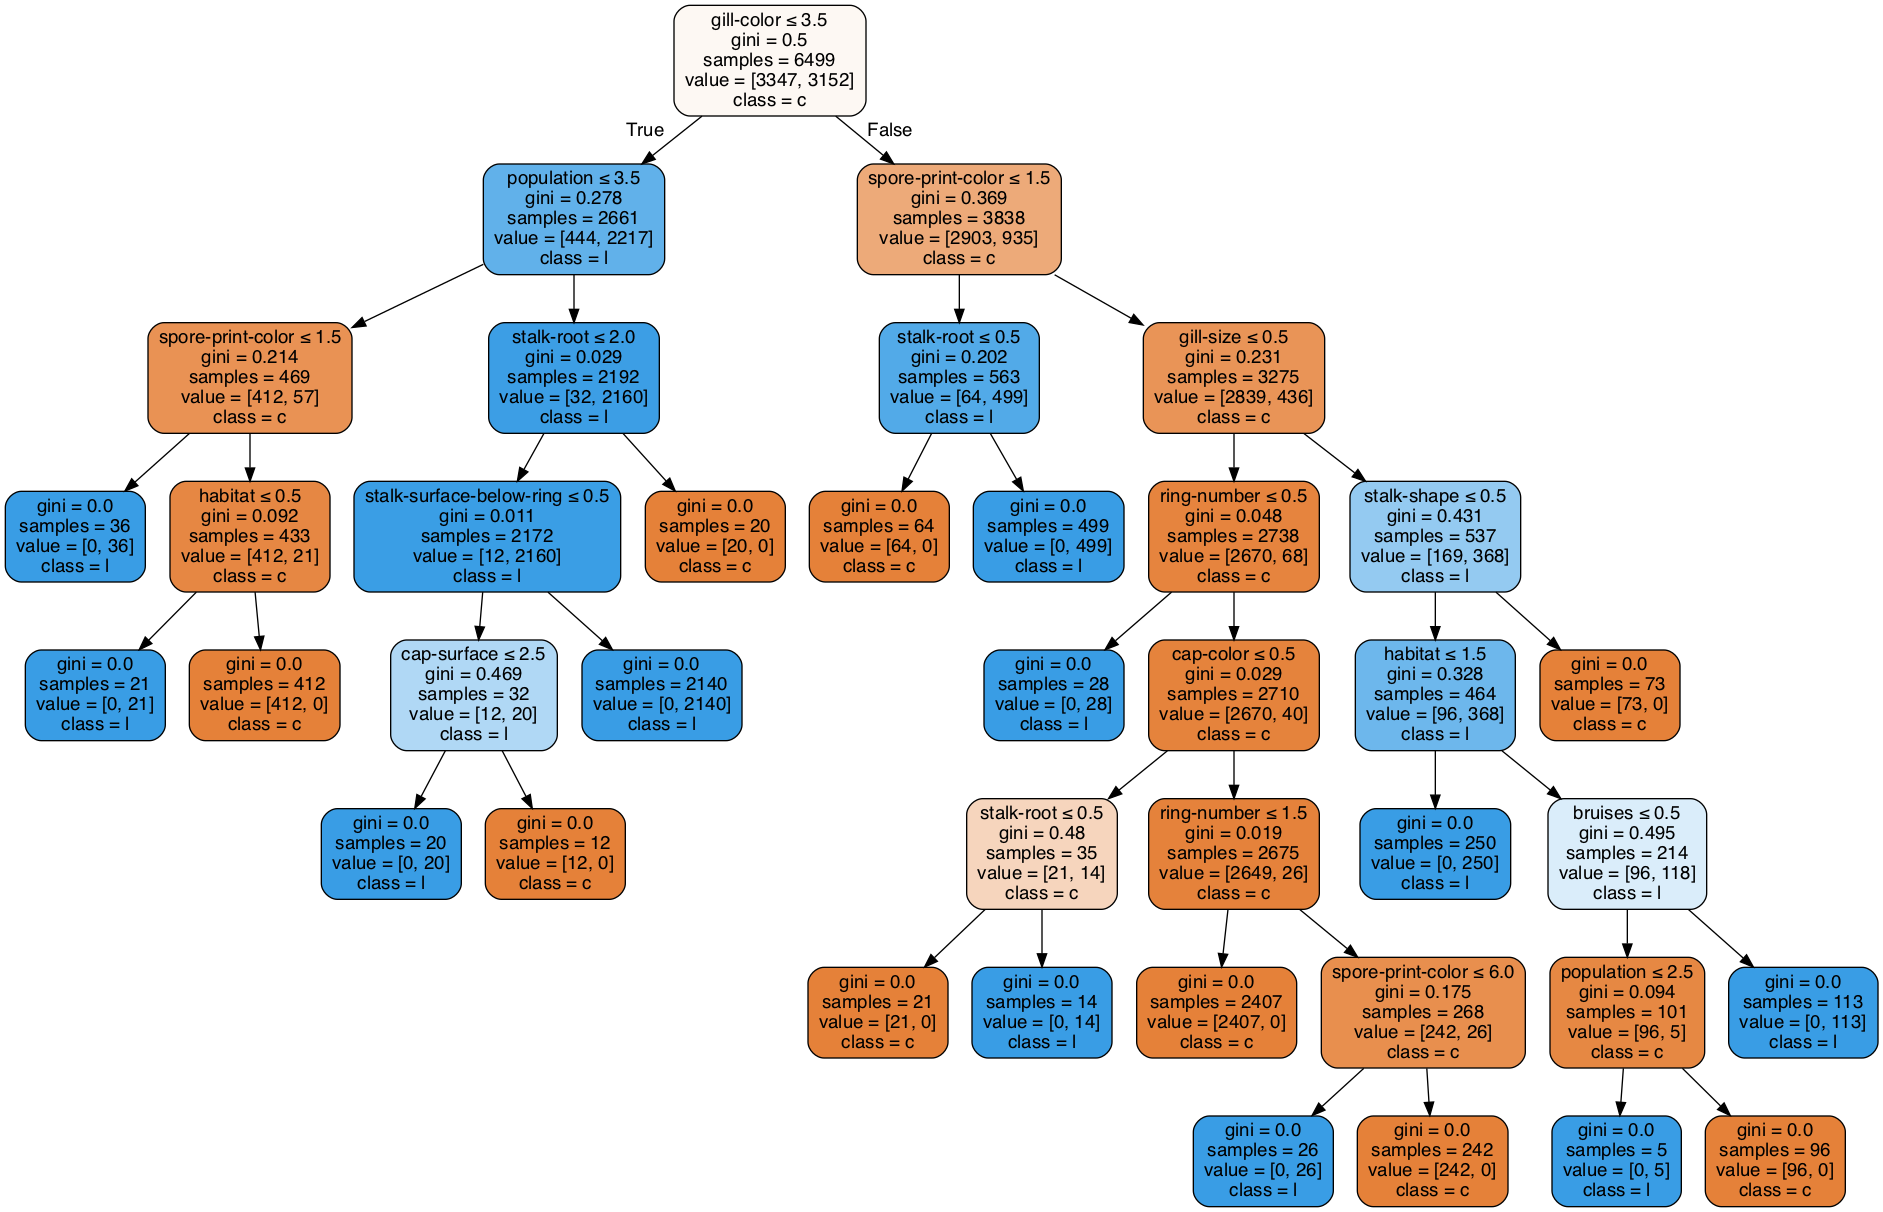 gill-color ≤ 3.5
gini = 0.5
samples = 6499
value = [3347, 3152]
class = c
True
False
population ≤ 3.5
gini = 0.278
samples = 2661
value = [444, 2217]
class = l
spore-print-color ≤ 1.5
gini = 0.369
samples = 3838
value = [2903, 935]
class = c
spore-print-color ≤ 1.5
gini = 0.214
samples = 469
value = [412, 57]
class = c
stalk-root ≤ 2.0
gini = 0.029
samples = 2192
value = [32, 2160]
class = l
stalk-root ≤ 0.5
gini = 0.202
samples = 563
value = [64, 499]
class = l
gill-size ≤ 0.5
gini = 0.231
samples = 3275
value = [2839, 436]
class = c
gini = 0.0
samples = 36
value = [0, 36]
class = l
habitat ≤ 0.5
gini = 0.092
samples = 433
value = [412, 21]
class = c
stalk-surface-below-ring ≤ 0.5
gini = 0.011
samples = 2172
value = [12, 2160]
class = l
gini = 0.0
samples = 20
value = [20, 0]
class = c
gini = 0.0
samples = 64
value = [64, 0]
class = c
gini = 0.0
samples = 499
value = [0, 499]
class = l
ring-number ≤ 0.5
gini = 0.048
samples = 2738
value = [2670, 68]
class = c
stalk-shape ≤ 0.5
gini = 0.431
samples = 537
value = [169, 368]
class = l
gini = 0.0
samples = 21
value = [0, 21]
class = l
gini = 0.0
samples = 412
value = [412, 0]
class = c
cap-surface ≤ 2.5
gini = 0.469
samples = 32
value = [12, 20]
class = l
gini = 0.0
samples = 2140
value = [0, 2140]
class = l
gini = 0.0
samples = 28
value = [0, 28]
class = l
cap-color ≤ 0.5
gini = 0.029
samples = 2710
value = [2670, 40]
class = c
habitat ≤ 1.5
gini = 0.328
samples = 464
value = [96, 368]
class = l
gini = 0.0
samples = 73
value = [73, 0]
class = c
gini = 0.0
samples = 20
value = [0, 20]
class = l
gini = 0.0
samples = 12
value = [12, 0]
class = c
stalk-root ≤ 0.5
gini = 0.48
samples = 35
value = [21, 14]
class = c
ring-number ≤ 1.5
gini = 0.019
samples = 2675
value = [2649, 26]
class = c
gini = 0.0
samples = 250
value = [0, 250]
class = l
bruises ≤ 0.5
gini = 0.495
samples = 214
value = [96, 118]
class = l
gini = 0.0
samples = 21
value = [21, 0]
class = c
gini = 0.0
samples = 14
value = [0, 14]
class = l
gini = 0.0
samples = 2407
value = [2407, 0]
class = c
spore-print-color ≤ 6.0
gini = 0.175
samples = 268
value = [242, 26]
class = c
population ≤ 2.5
gini = 0.094
samples = 101
value = [96, 5]
class = c
gini = 0.0
samples = 113
value = [0, 113]
class = l
gini = 0.0
samples = 26
value = [0, 26]
class = l
gini = 0.0
samples = 242
value = [242, 0]
class = c
gini = 0.0
samples = 5
value = [0, 5]
class = l
gini = 0.0
samples = 96
value = [96, 0]
class = c